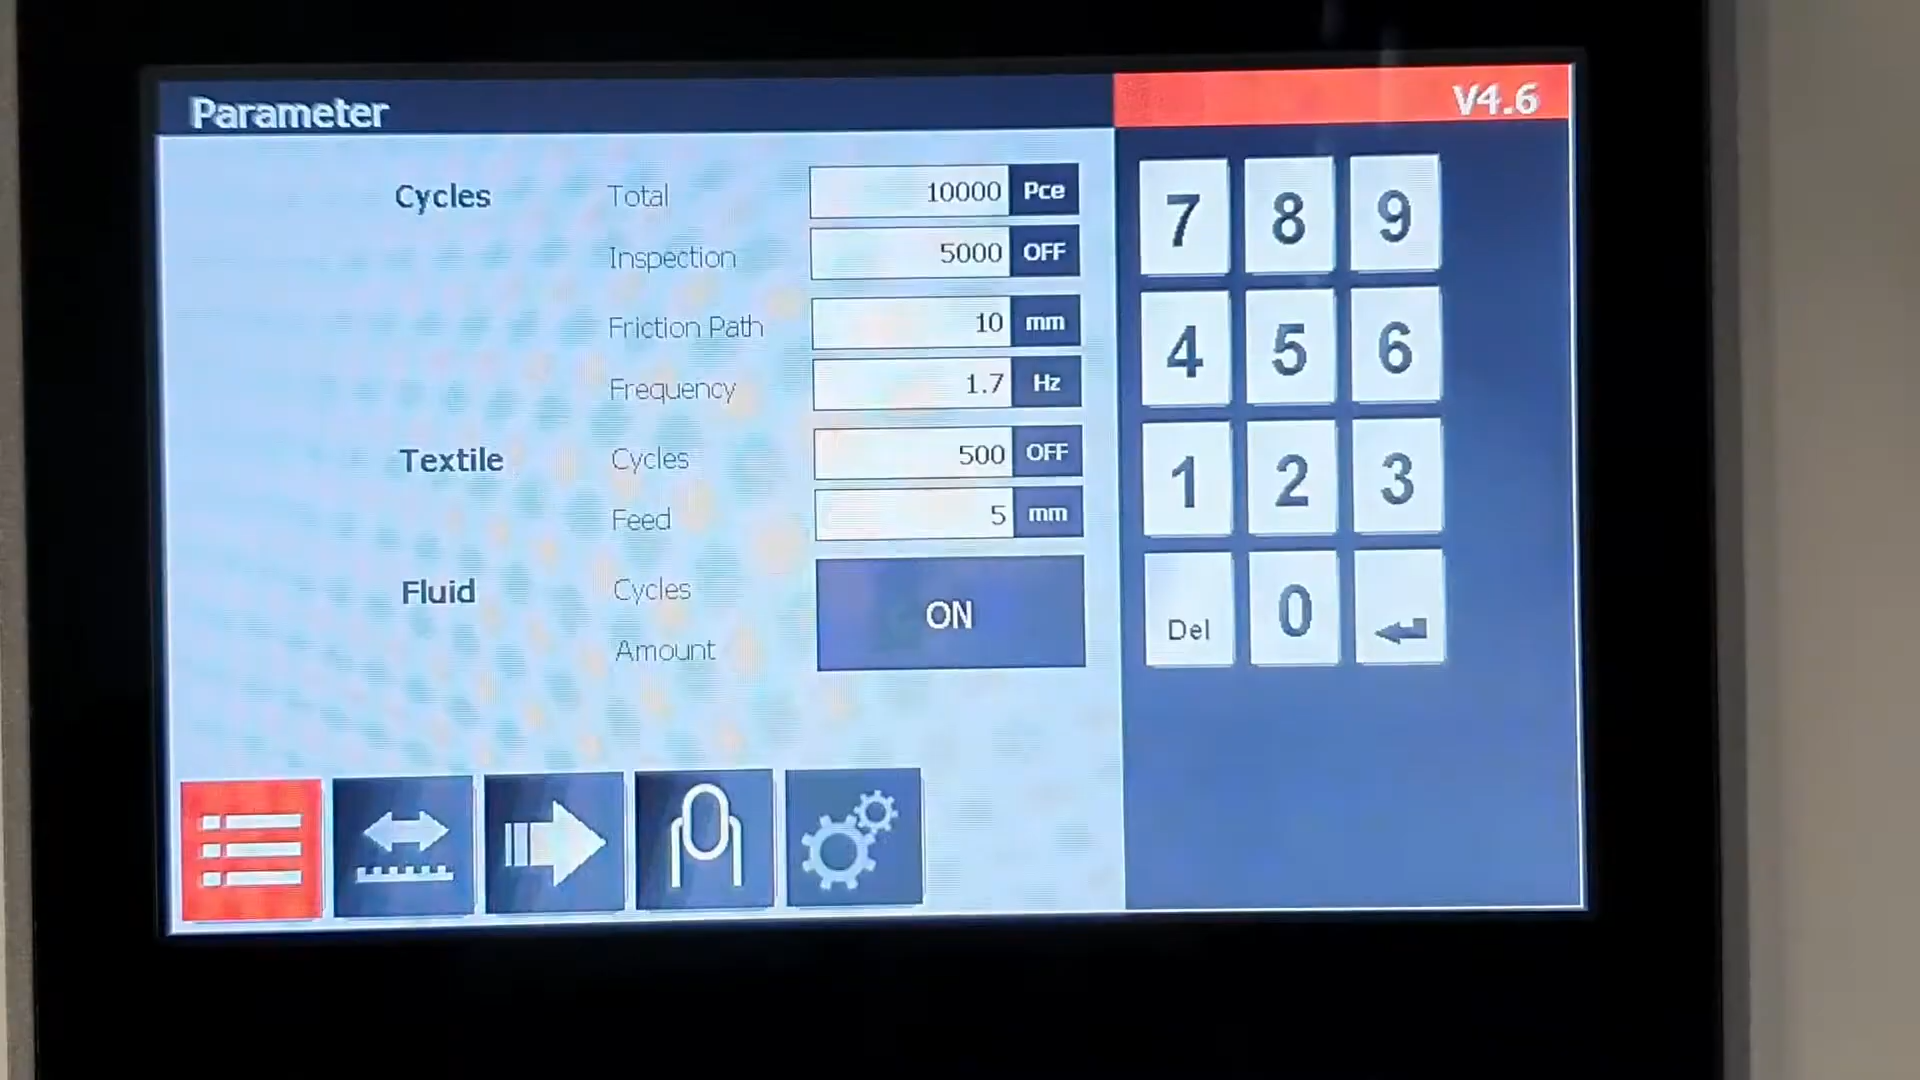 Parameter V4.6
Cycles Total 10000 Pce
Inspection 5000 OFF
Friction Path 10 mm
Frequency 1.7 Hz
Textile Cycles 500 OFF
Feed 5 mm
Fluid Cycles
Amount
ON
7 8 9
4 5 6
1 2 3
Del 0